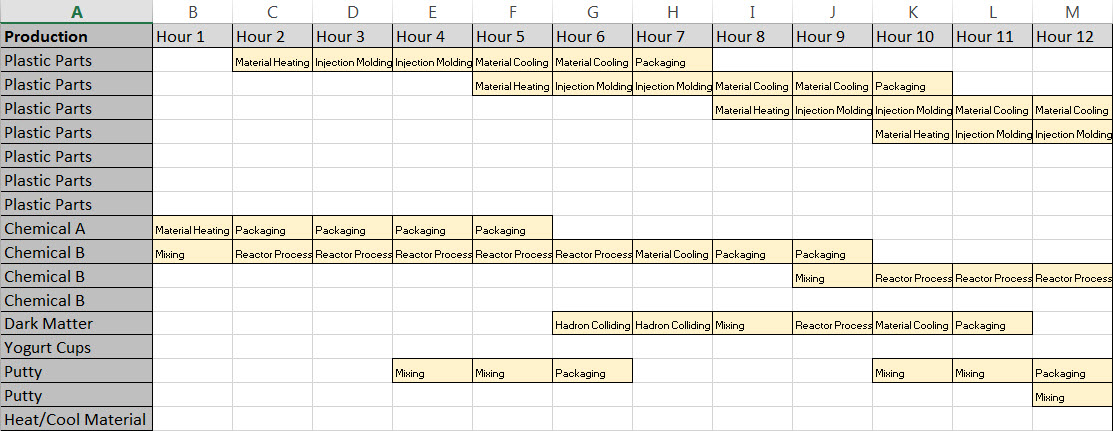 A B C D E F G H I J K L M
Production Hour 1 Hour 2 Hour 3 Hour 4 Hour 5 Hour 6 Hour 7 Hour 8 Hour 9 Hour 10 Hour 11 Hour 12
Plastic Parts Material Heating Injection Molding Injection Molding Material Cooling Material Cooling Packaging
Plastic Parts Material Heating Injection Molding Injection Molding Material Cooling Material Cooling Packaging
Plastic Parts Material Heating Injection Molding Injection Molding Material Cooling Material Cooling
Plastic Parts Material Heating Injection Molding Injection Molding
Plastic Parts
Plastic Parts
Plastic Parts
Chemical A Material Heating Packaging Packaging Packaging Packaging
Chemical B Mixing Reactor Process Reactor Process Reactor Process Reactor Process Reactor Process Material Cooling Packaging Packaging
Chemical B Mixing Reactor Process Reactor Process Reactor Process
Chemical B
Dark Matter Hadron Colliding Hadron Colliding Mixing Reactor Process Material Cooling Packaging
Yogurt Cups
Putty Mixing Mixing Packaging Mixing Mixing Packaging
Putty Mixing
Heat/Cool Material